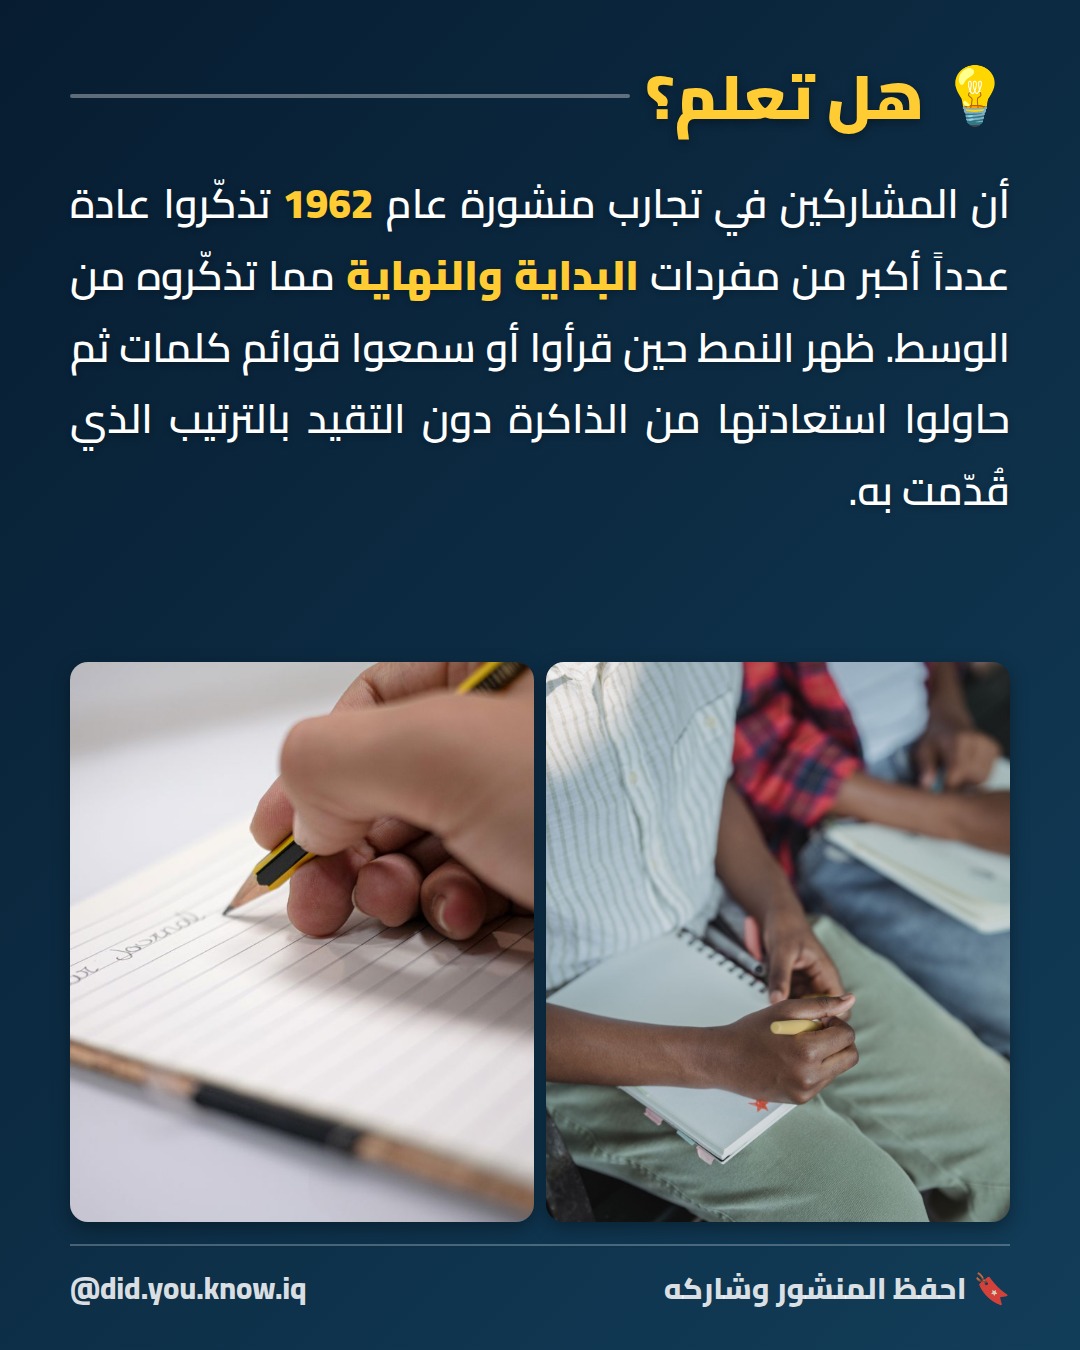 هل تعلم؟
أن المشاركين في تجارب منشورة عام 1962 تذكّروا عادة
عدداً أكبر من مفردات البداية والنهاية مما تذكّروه من
الوسط. ظهر النمط حين قرأوا أو سمعوا قوائم كلمات ثم
حاولوا استعادتها من الذاكرة دون التقيد بالترتيب الذي
قُدّمت به.
احفظ المنشور وشاركه
@did.you.know.iq